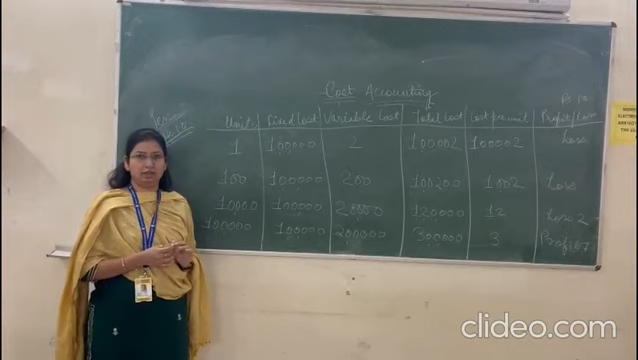 Cost Accounting
Units Fixed Cost Variable Cost Total Cost Cost per unit Profit/Loss
1 100000 2 100002 100002 Loss
100 100000 200 100200 1002 Loss
10000 100000 20000 120000 12 Loss
100000 100000 200000 300000 3 Profit
clideo.com